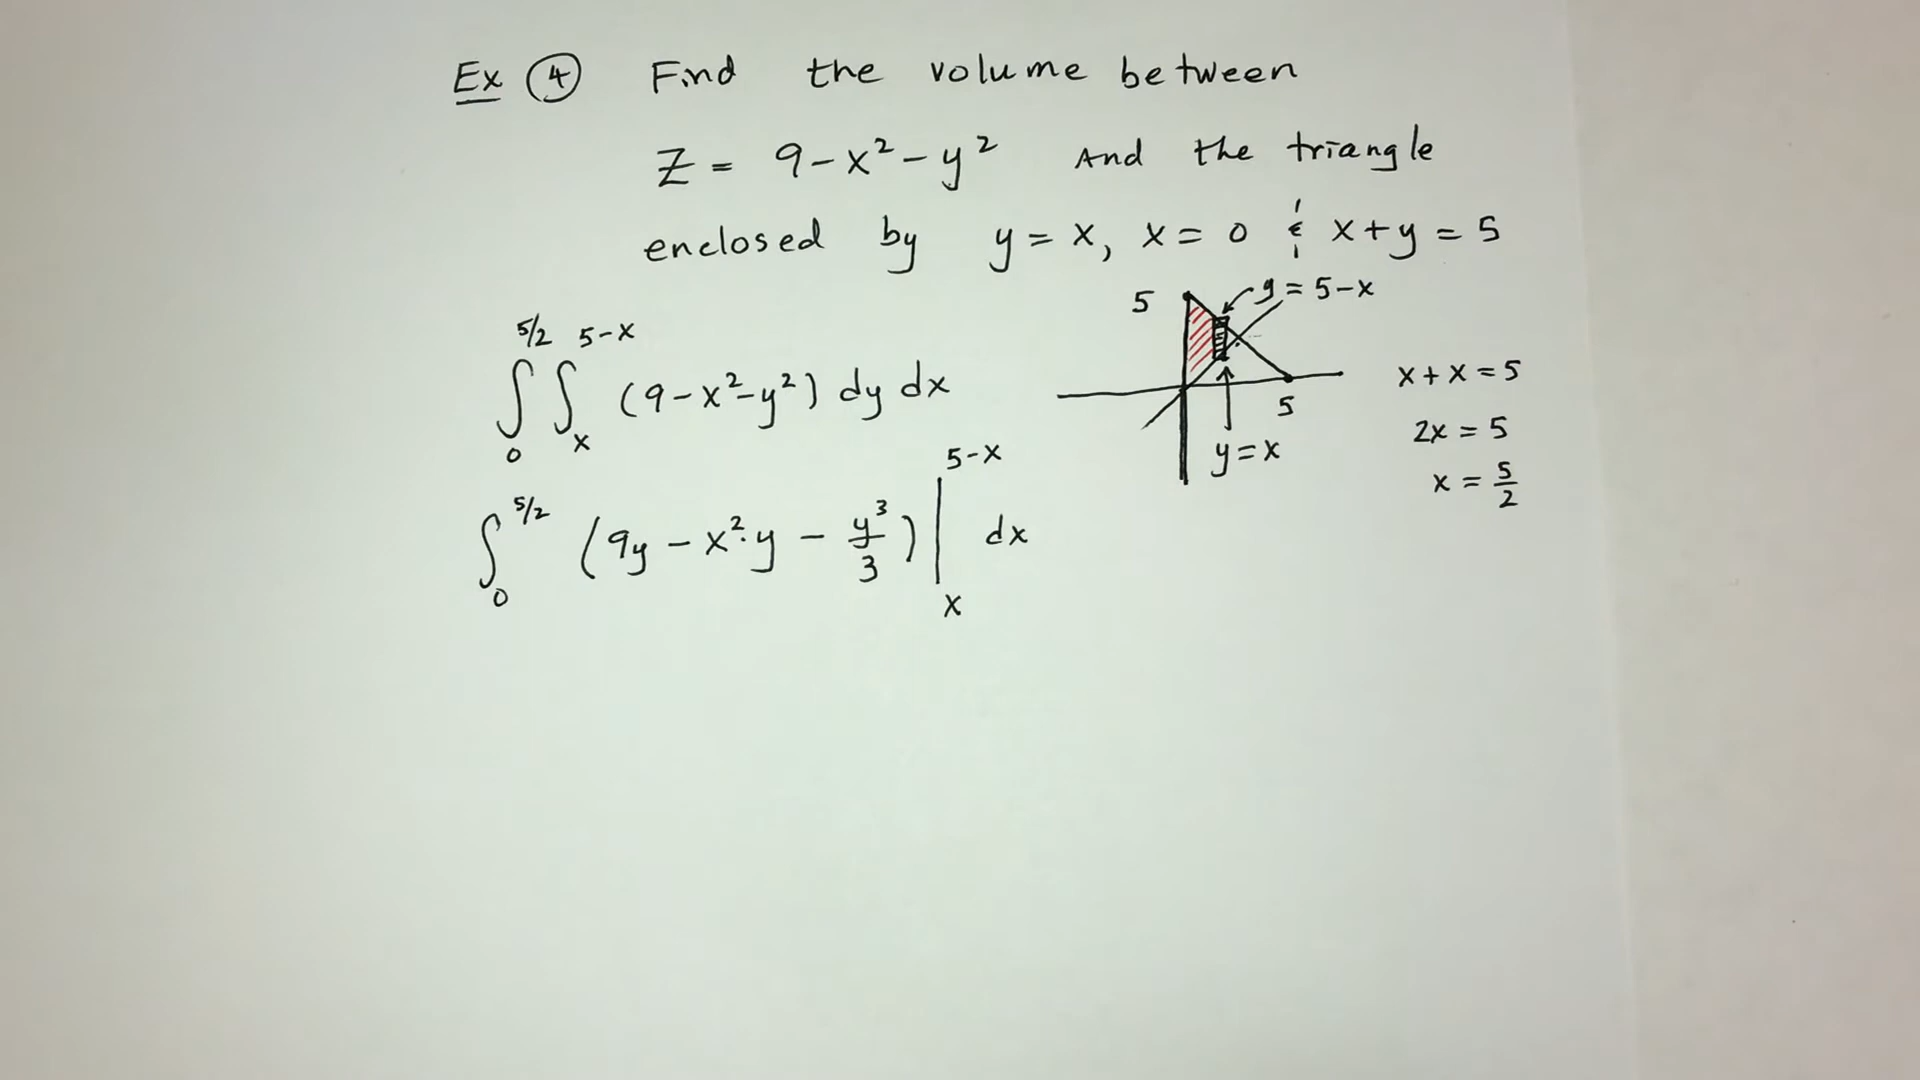 Ex ④ Find the volume between
Z = 9-x²-y² And the triangle
enclosed by y=x, x=0 & x+y=5
5
y=5-x
5
y=x
x+x=5
2x=5
x=5/2
∫₀^{5/2} ∫ₓ^{5-x} (9-x²-y²) dy dx
∫₀^{5/2} (9y - x²·y - y³/3) |ₓ^{5-x} dx